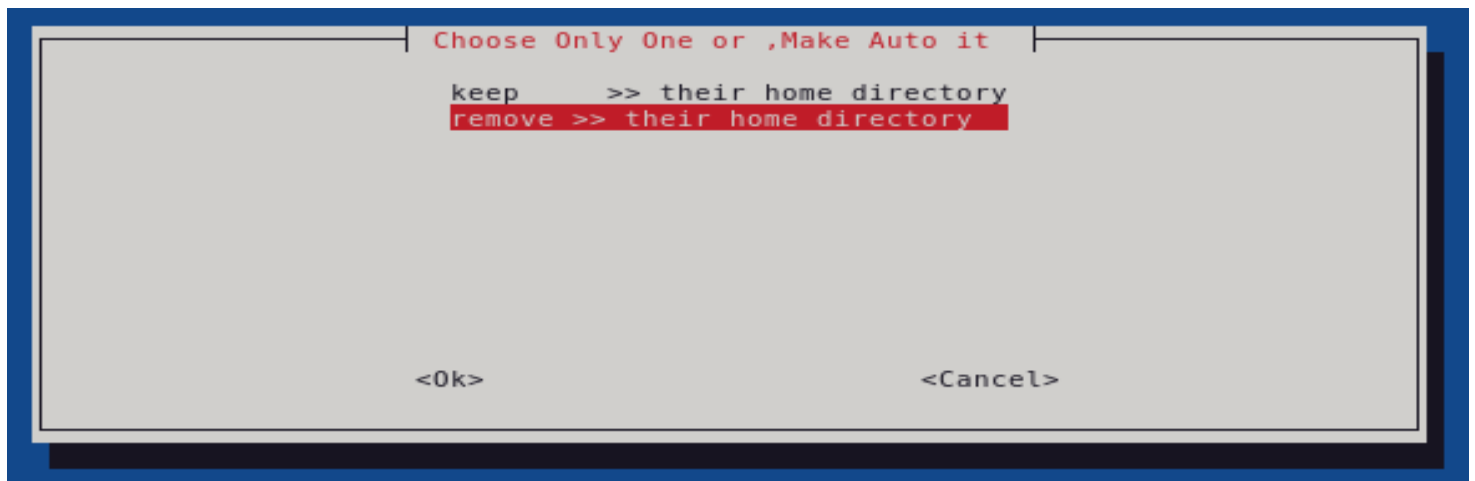 Choose Only One or ,Make Auto it
keep >> their home directory
remove >> their home directory
<Ok> <Cancel>